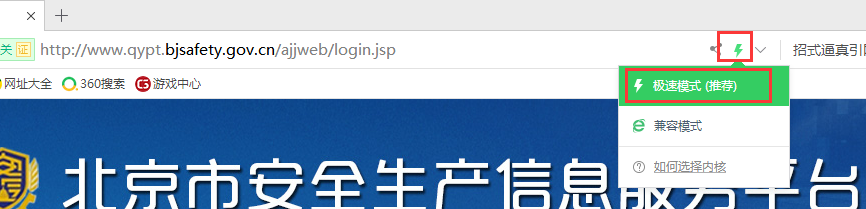 关 证 http://www.qypt.bjsafety.gov.cn/ajjweb/login.jsp 招式逼真引
网址大全 360搜索 游戏中心
极速模式 (推荐)
兼容模式
如何选择内核
北京市安全生产信息服务平台